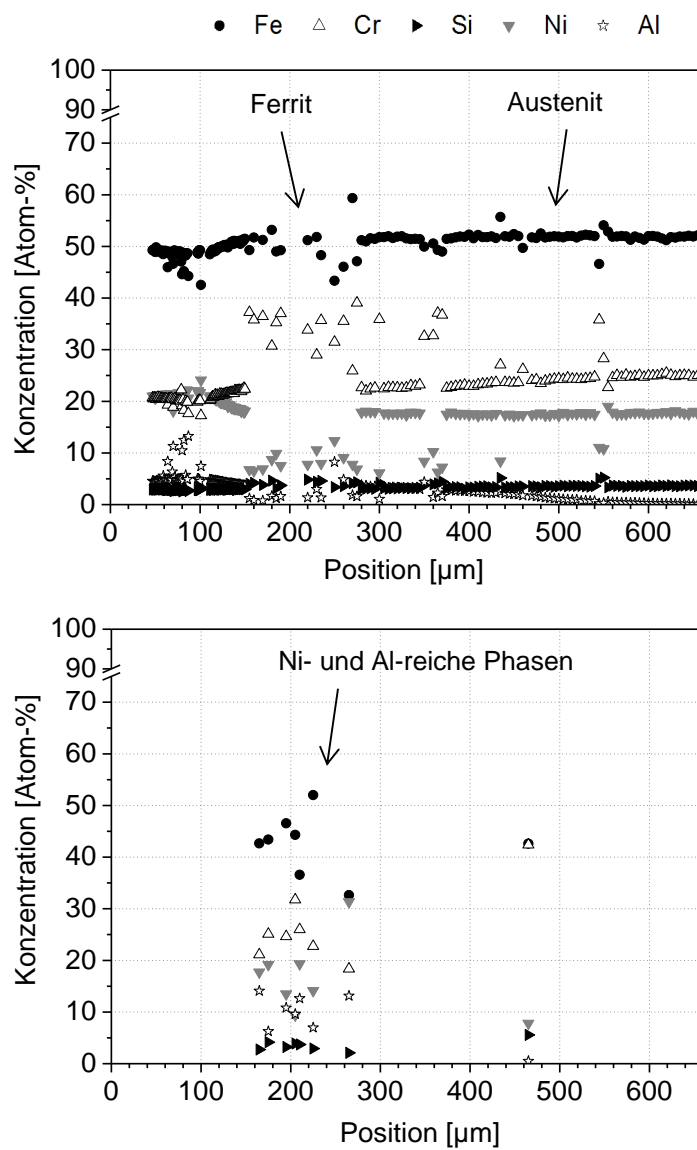 Fe Cr Si Ni Al
100
90
70
60
50
40
30
20
10
0
Konzentration [Atom-%]
Ferrit
Austenit
0 100 200 300 400 500 600
Position [µm]
100
90
70
60
50
40
30
20
10
0
Konzentration [Atom-%]
Ni- und Al-reiche Phasen
0 100 200 300 400 500 600
Position [µm]